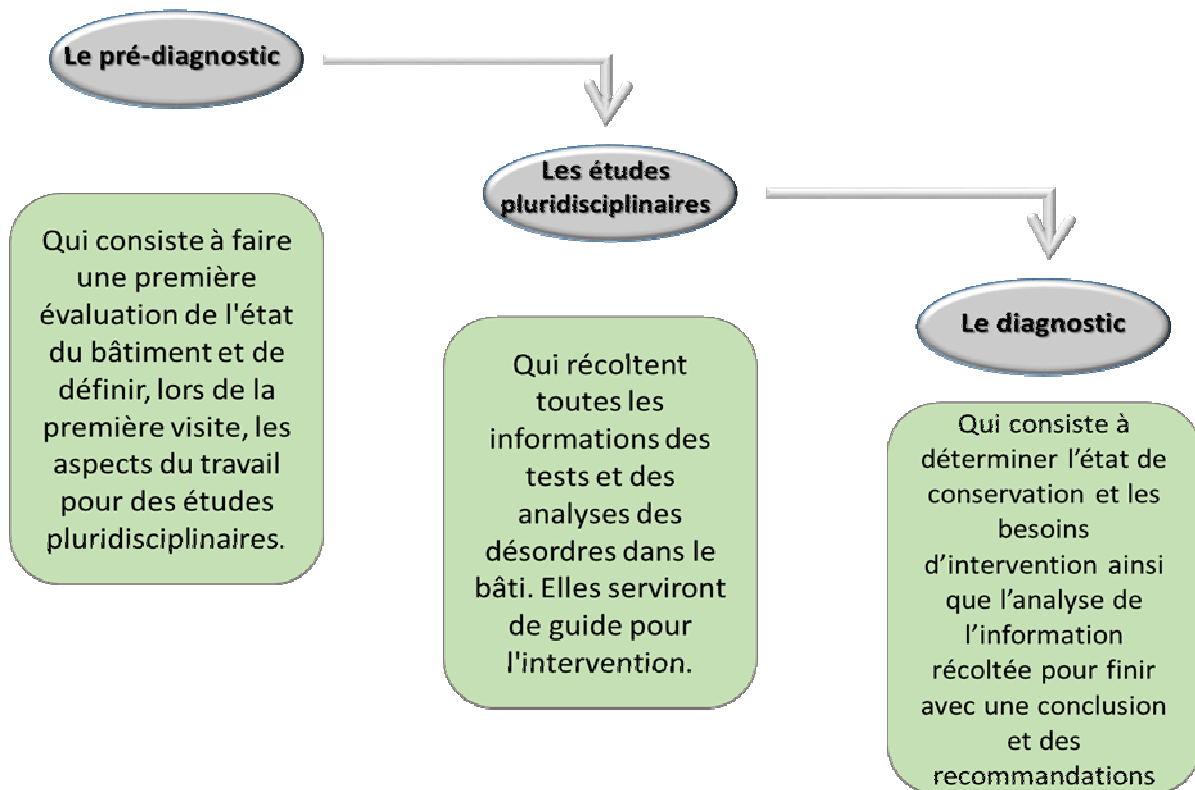 Le pré-diagnostic
Qui consiste à faire
une première
évaluation de l'état
du bâtiment et de
définir, lors de la
première visite, les
aspects du travail
pour des études
pluridisciplinaires.
Les études
pluridisciplinaires
Qui récoltent
toutes les
informations des
tests et des
analyses des
désordres dans le
bâti. Elles serviront
de guide pour
l'intervention.
Le diagnostic
Qui consiste à
déterminer l’état de
conservation et les
besoins
d’intervention ainsi
que l’analyse de
l’information
récoltée pour finir
avec une conclusion
et des
recommandations